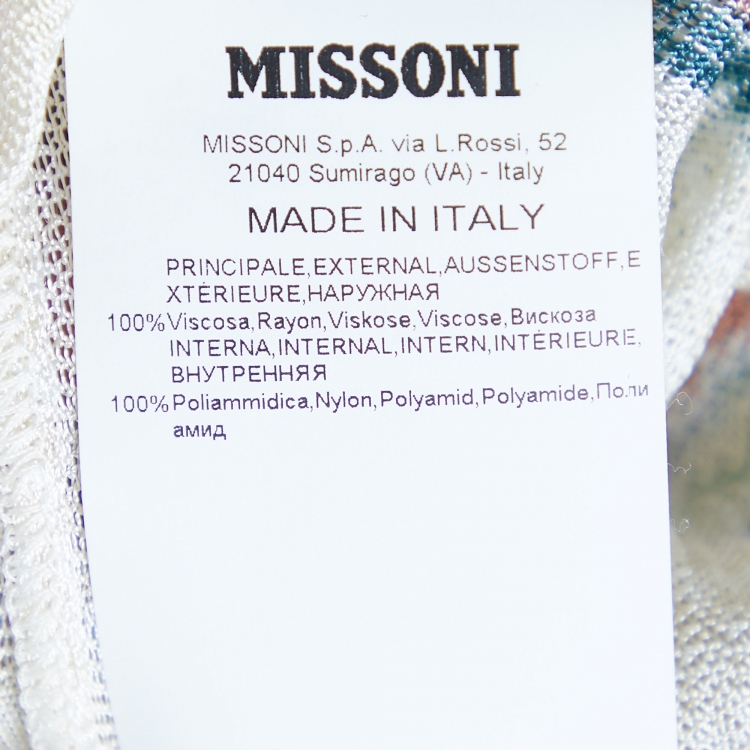 MISSONI
MISSONI S.p.A. via L.Rossi, 52
21040 Sumirago (VA) - Italy
MADE IN ITALY
PRINCIPALE,EXTERNAL,AUSSENSTOFF,E
XTÉRIEURE,НАРУЖНАЯ
100%Viscosa,Rayon,Viskose,Viscose,Вискоза
INTERNA,INTERNAL,INTERN,INTÉRIEURE,
ВНУТРЕННЯЯ
100%Poliammidica,Nylon,Polyamid,Polyamide,Поли
амид